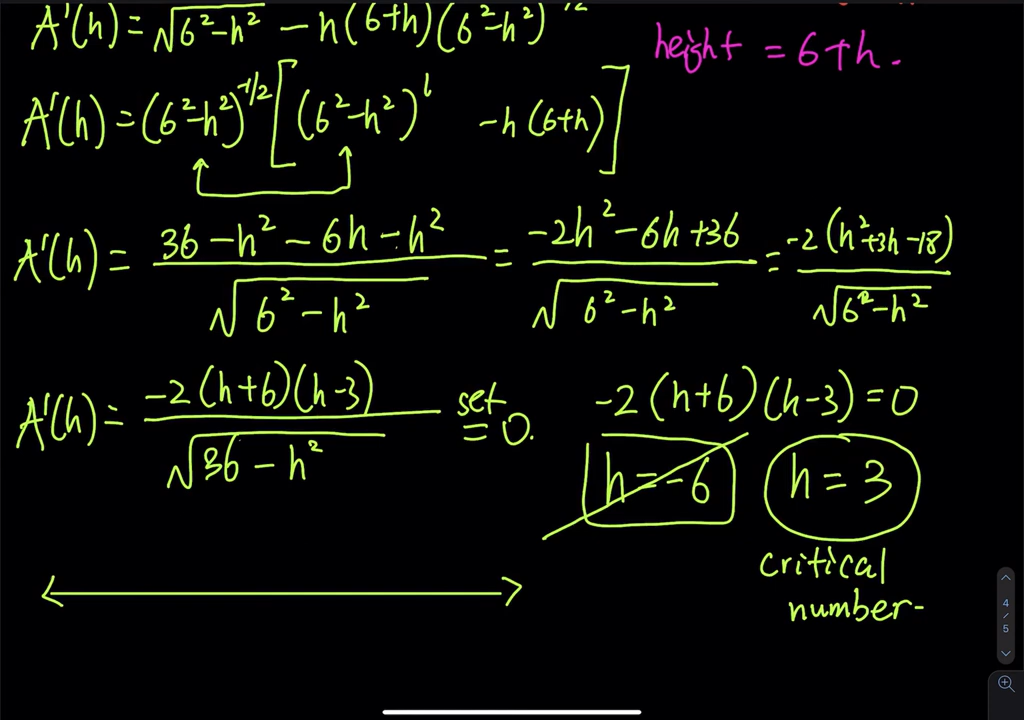 A'(h) = √6²-h² - h(6+h)(6²-h²)
height = 6+h.
A'(h) = (6²-h²)^-1/2 [(6²-h²)¹ -h(6+h)]
A'(h) = 36-h²-6h-h² / √6²-h² = -2h²-6h+36 / √6²-h² = -2(h²+3h-18) / √6²-h²
A'(h) = -2(h+6)(h-3) / √36-h² set = 0.
-2(h+6)(h-3)=0
h=-6 h=3
critical
number-
4
/
5